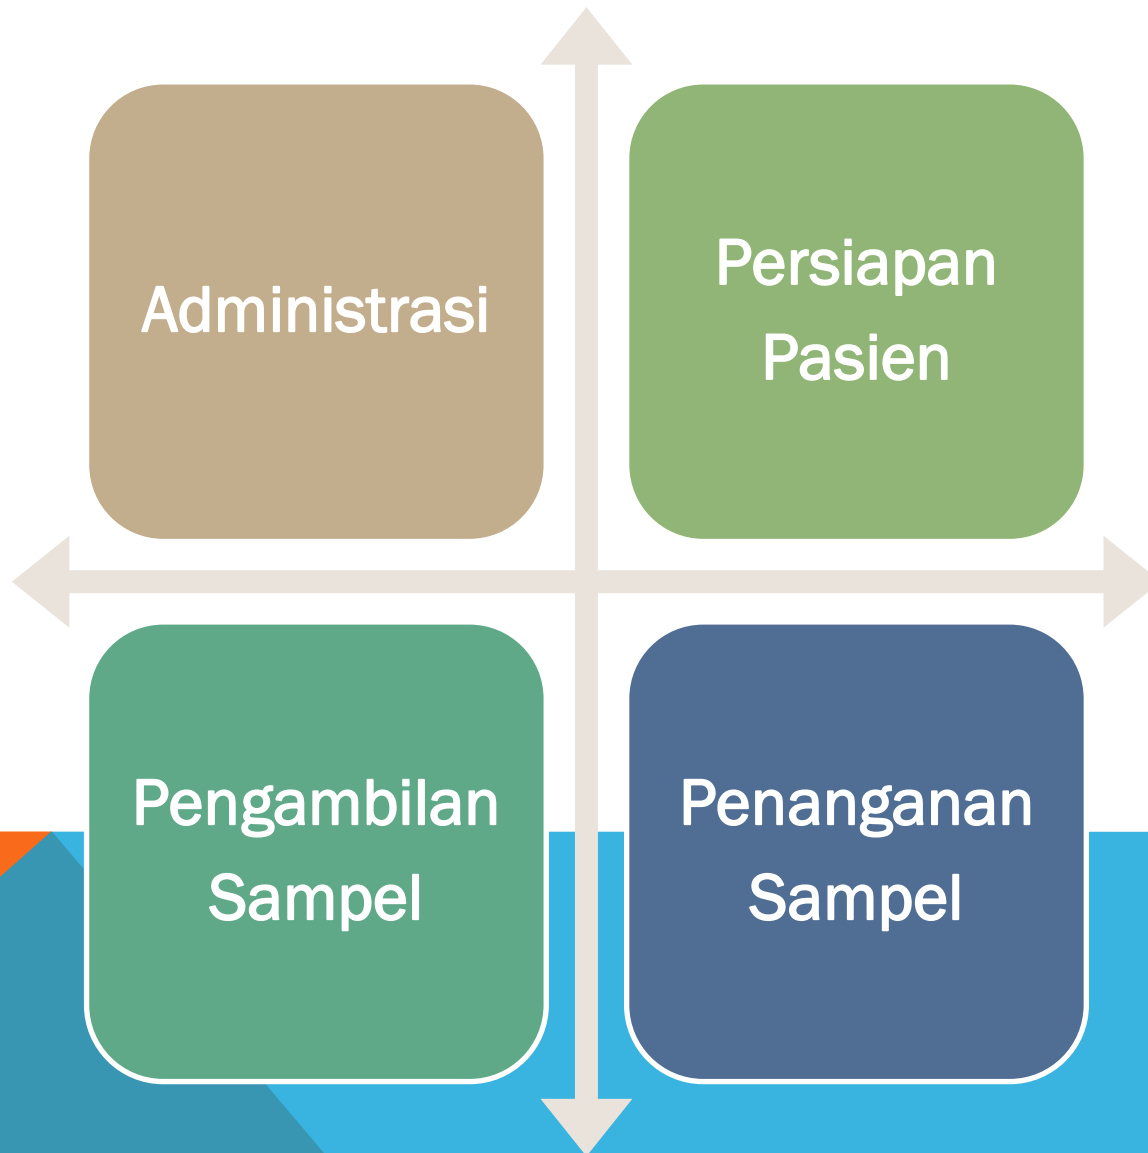 Administrasi
Persiapan
Pasien
Pengambilan
Sampel
Penanganan
Sampel